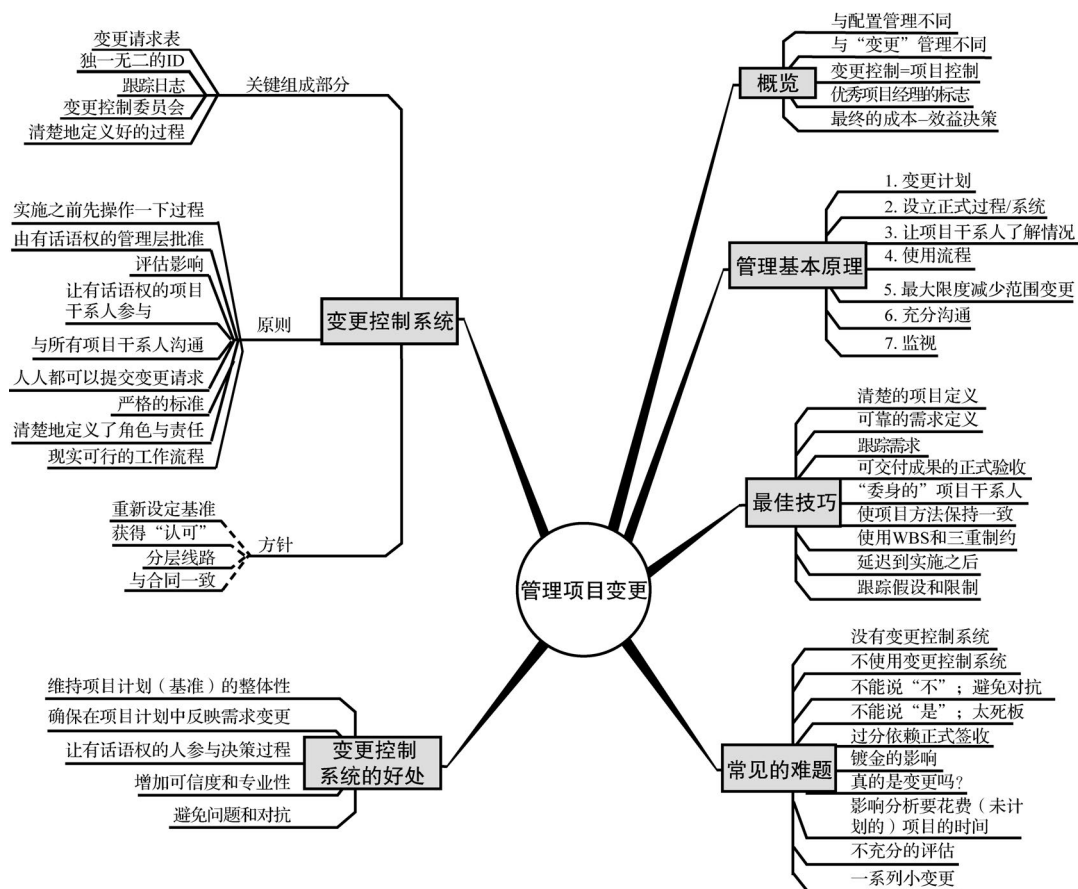 管理项目变更
概览
与配置管理不同
与“变更”管理不同
变更控制=项目控制
优秀项目经理的标志
最终的成本–效益决策
管理基本原理
1. 变更计划
2. 设立正式过程/系统
3. 让项目干系人了解情况
4. 使用流程
5. 最大限度减少范围变更
6. 充分沟通
7. 监视
最佳技巧
清楚的项目定义
可靠的需求定义
跟踪需求
可交付成果的正式验收
“委身的”项目干系人
使项目方法保持一致
使用WBS和三重制约
延迟到实施之后
跟踪假设和限制
常见的难题
没有变更控制系统
不使用变更控制系统
不能说“不”；避免对抗
不能说“是”；太死板
过分依赖正式签收
镀金的影响
真的是变更吗?
影响分析要花费（未计
划的）项目的时间
不充分的评估
一系列小变更
变更控制系统
关键组成部分
变更请求表
独一无二的ID
跟踪日志
变更控制委员会
清楚地定义好的过程
原则
实施之前先操作一下过程
由有话语权的管理层批准
评估影响
让有话语权的项目
干系人参与
与所有项目干系人沟通
人人都可以提交变更请求
严格的标准
清楚地定义了角色与责任
现实可行的工作流程
方针
重新设定基准
获得“认可”
分层线路
与合同一致
变更控制
系统的好处
维持项目计划（基准）的整体性
确保在项目计划中反映需求变更
让有话语权的人参与决策过程
增加可信度和专业性
避免问题和对抗